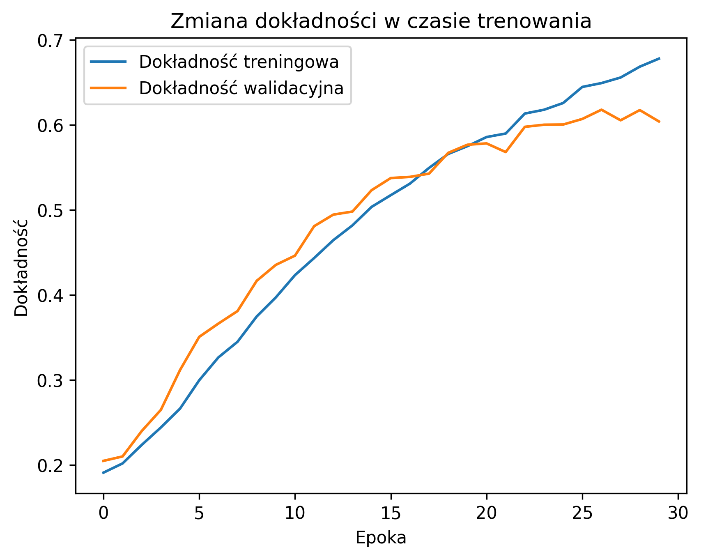 Zmiana dokładności w czasie trenowania
Dokładność treningowa
Dokładność walidacyjna
0.7
0.6
0.5
0.4
0.3
0.2
Dokładność
0 5 10 15 20 25 30
Epoka